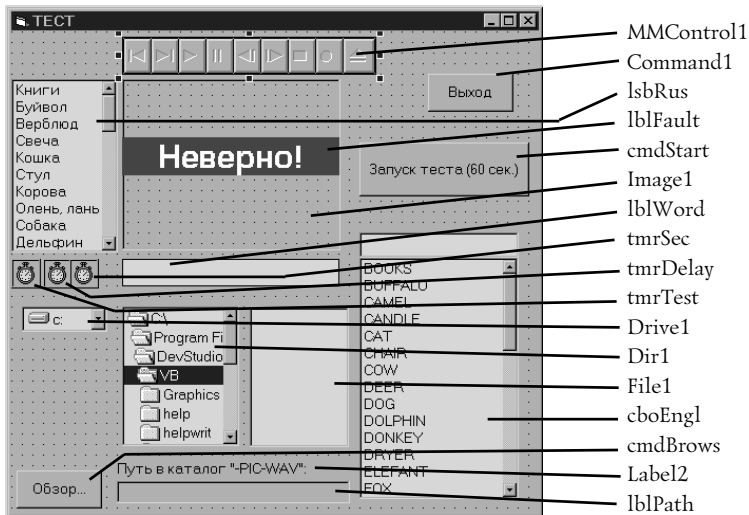 ТЕСТ
MMControl1
Command1
lsbRus
lblFault
cmdStart
Image1
lblWord
tmrSec
tmrDelay
tmrTest
Drive1
Dir1
File1
cboEngl
cmdBrows
Label2
lblPath
Выход
Книги
Буйвол
Верблюд
Свеча
Кошка
Стул
Корова
Олень, лань
Собака
Дельфин
Неверно!
Запуск теста (60 сек.)
BOOKS
BUFFALO
CAMEL
CANDLE
CAT
CHAIR
COW
DEER
DOG
DOLPHIN
DONKEY
DRYER
ELEFANT
FOX
c:
C:\
Program Fi
DevStudio
VB
Graphics
help
helpwrit
Путь в каталог "-PIC-WAV":
Обзор...